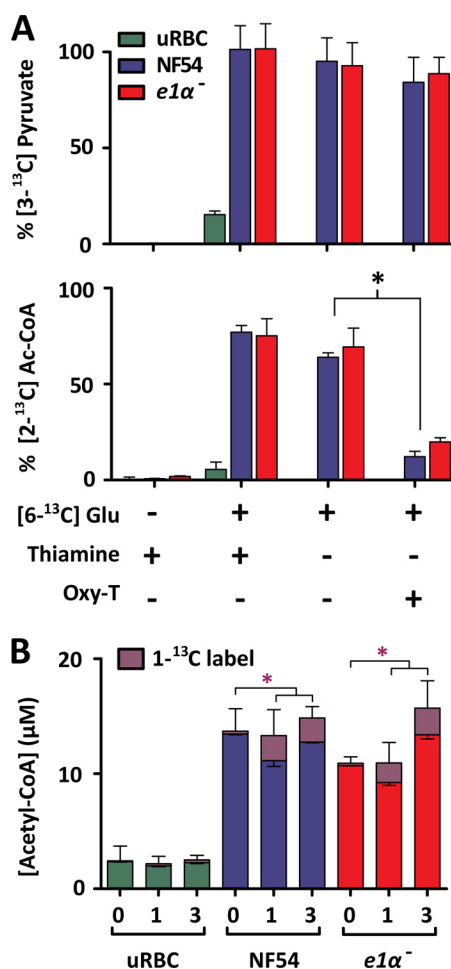 A
uRBC
NF54
e1α⁻
% [3-¹³C] Pyruvate
100
50
0
*
% [2-¹³C] Ac-CoA
100
50
0
[6-¹³C] Glu - + + +
Thiamine + + - -
Oxy-T - - - +
B
1-¹³C label
* *
[Acetyl-CoA] (µM)
20
10
0
0 1 3 0 1 3 0 1 3
uRBC NF54 e1α⁻